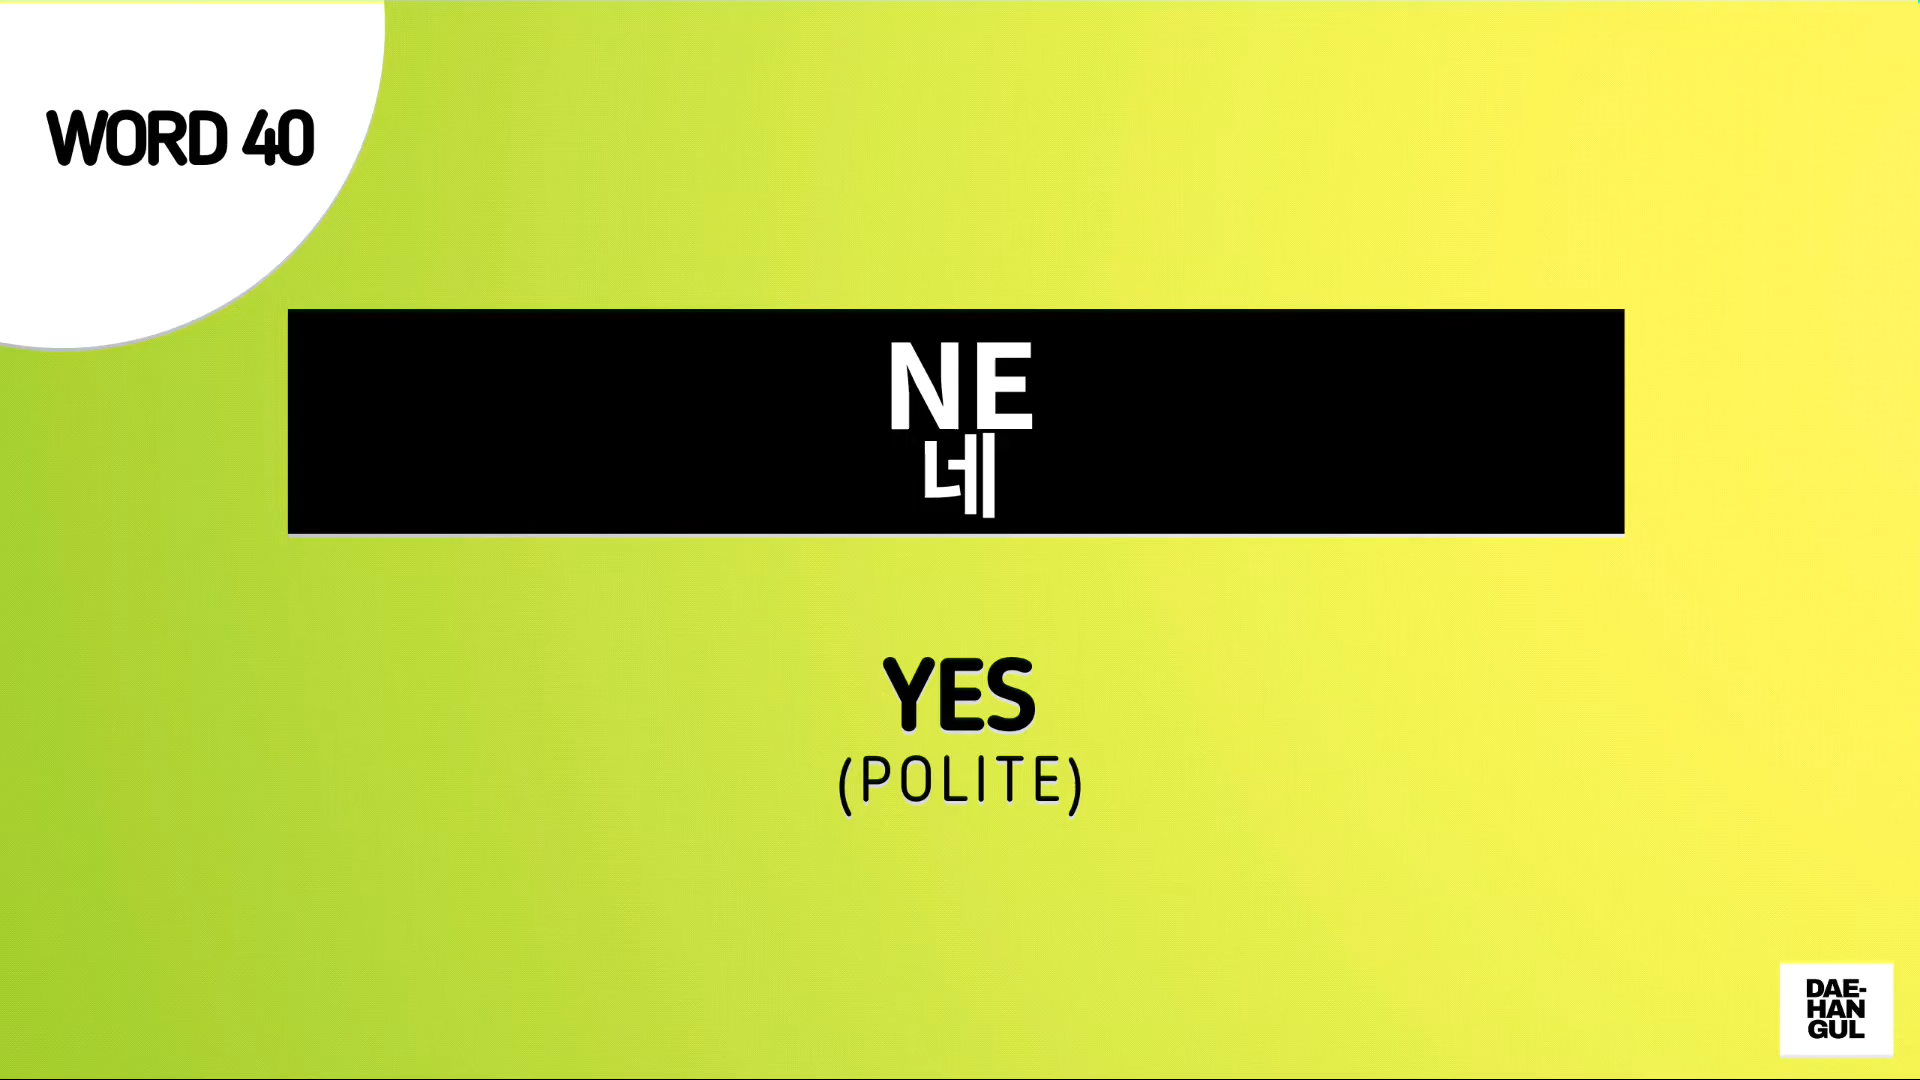 WORD 40
NE
네
YES
(POLITE)
DAE-
HAN
GUL